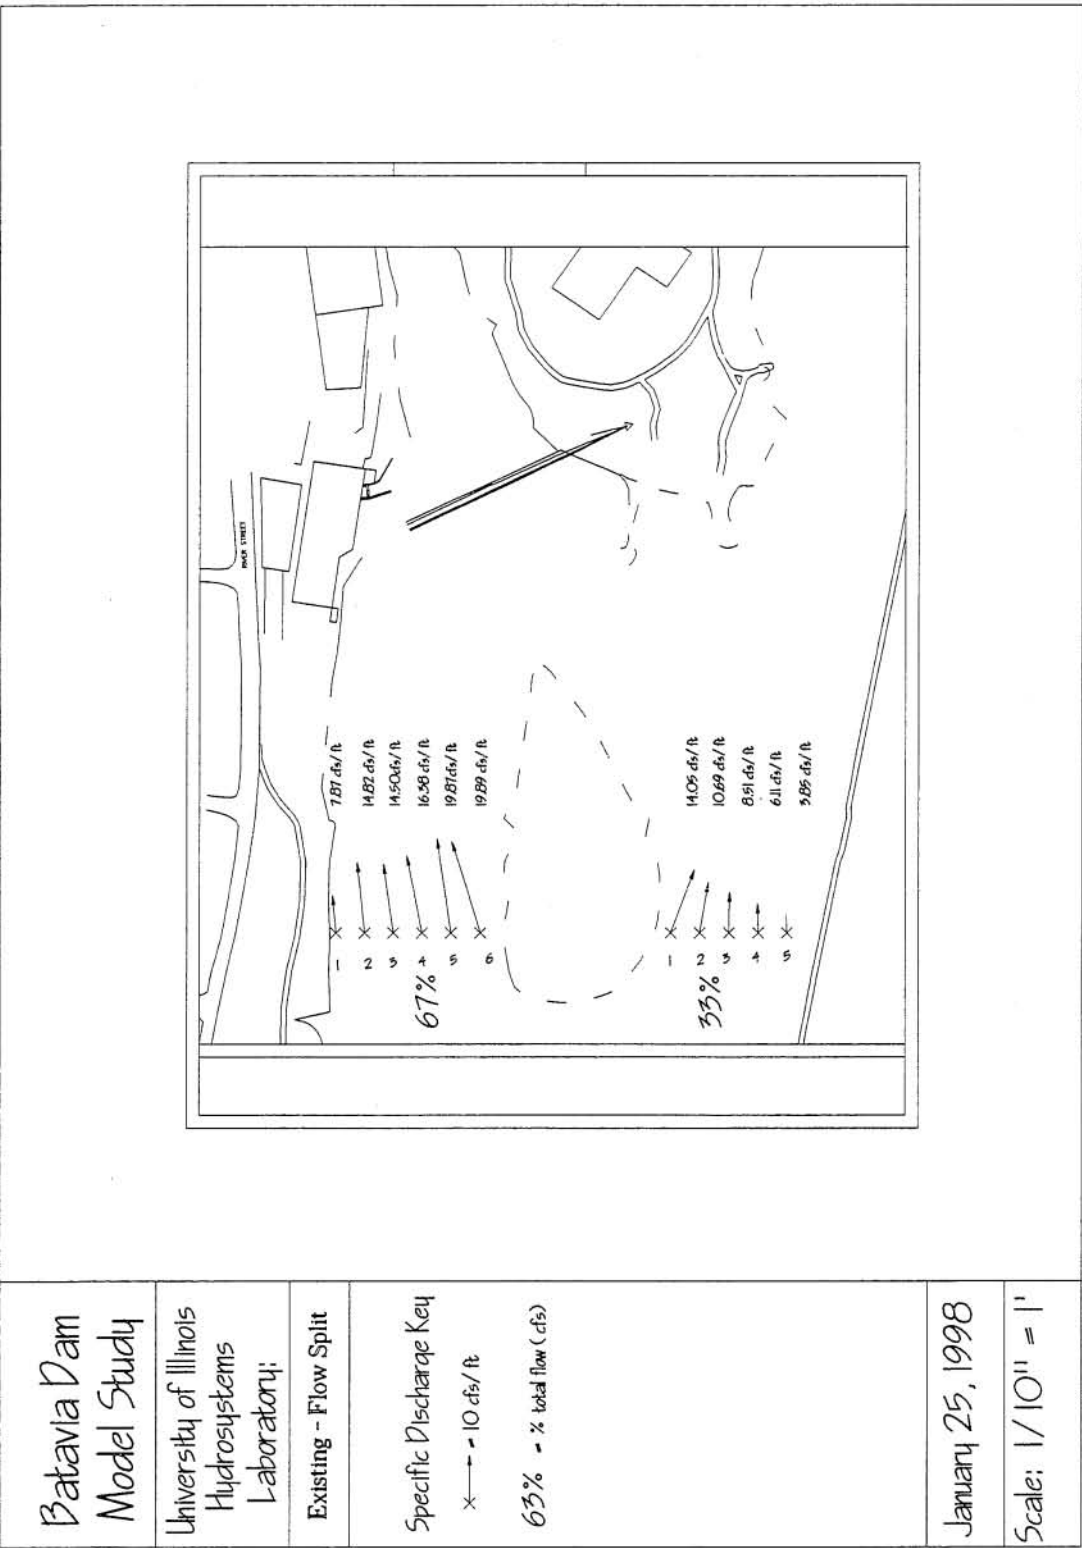 RIVER STREET
7.87 cfs/ft
14.82 cfs/ft
14.50cfs/ft
16.38 cfs/ft
19.87cfs/ft
19.89 cfs/ft
1
2
3
4
5
6
67%
14.05 cfs/ft
10.69 cfs/ft
8.51 cfs/ft
6.11 cfs/ft
3.85 cfs/ft
1
2
3
4
5
33%
Batavia Dam
Model Study
University of Illinois
Hydrosystems
Laboratory:
Existing - Flow Split
Specific Discharge Key
= 10 cfs/ft
63% = % total flow (cfs)
January 25, 1998
Scale: 1/10" = 1'